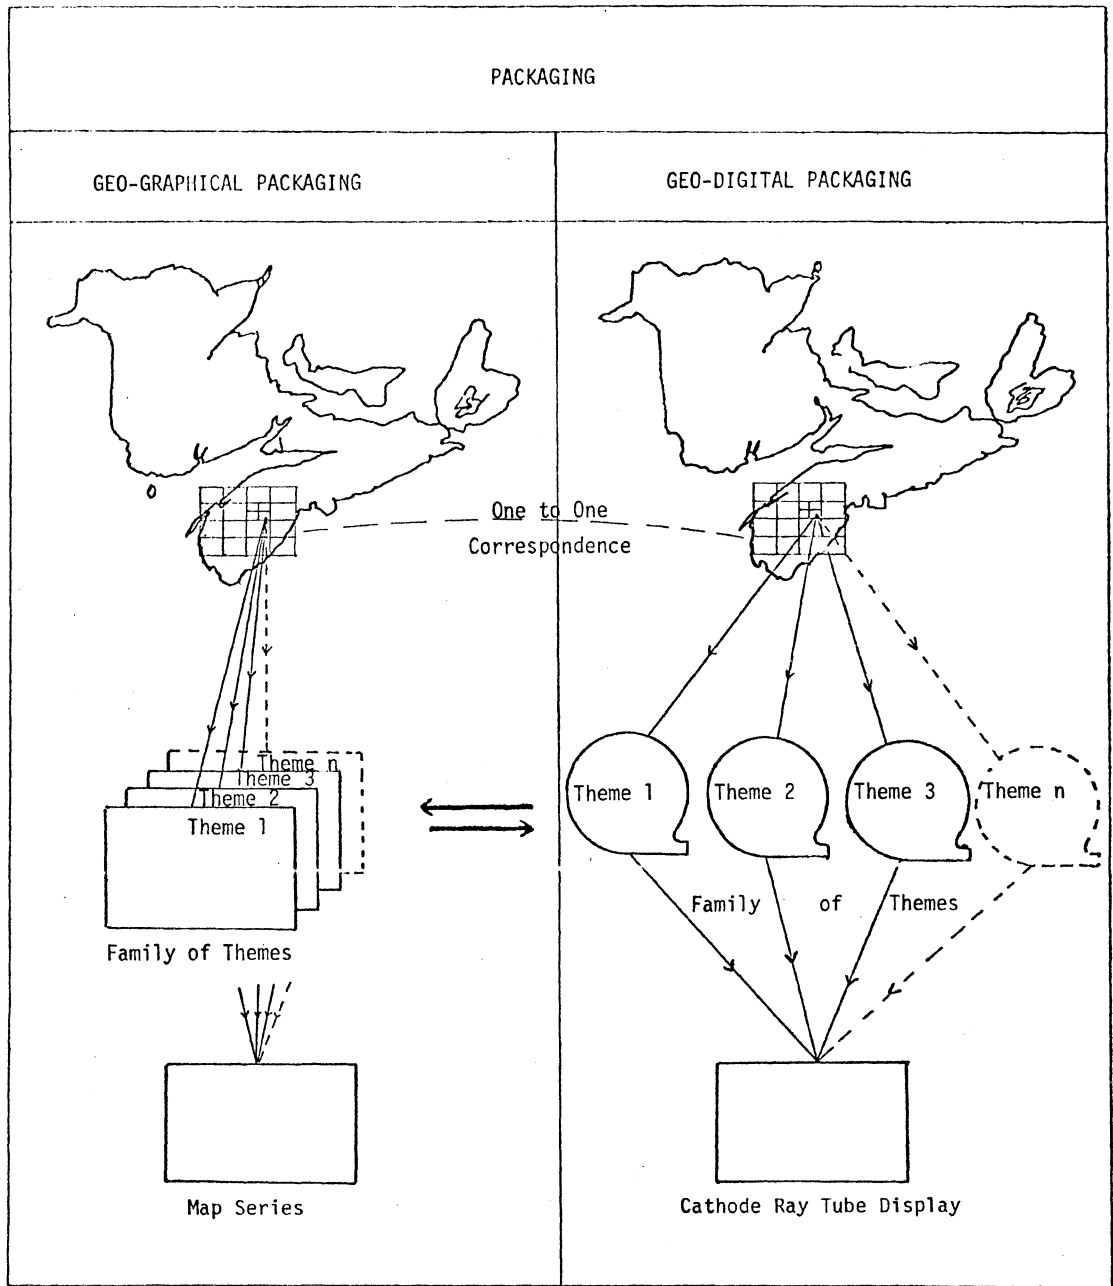 PACKAGING
GEO-GRAPHICAL PACKAGING
GEO-DIGITAL PACKAGING
One to One
Correspondence
Theme n
Theme 3
Theme 2
Theme 1
Family of Themes
Map Series
Theme 1
Theme 2
Theme 3
Theme n
Family of Themes
Cathode Ray Tube Display